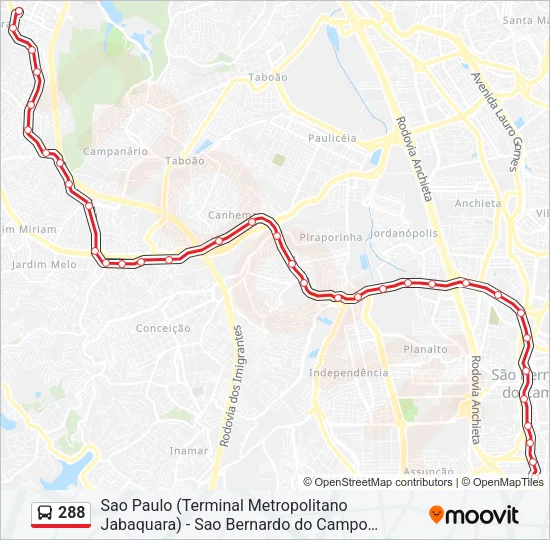 Santa Ma
Taboão
Avenida Lauro Gomes
Rodovia Anchieta
Paulicéia
Campanário
Taboão
Anchieta
Canhem
Vil
im Miriam
Piraporinha
Jordanópolis
Jardim Melo
Conceição
Rodovia dos Imigrantes
Planalto
Rodovia Anchieta
Independência
São Bern
do Cam
Inamar
Assunção
© OpenStreetMap contributors | © OpenMapTiles
288
Sao Paulo (Terminal Metropolitano
Jabaquara) - Sao Bernardo do Campo...
moovit